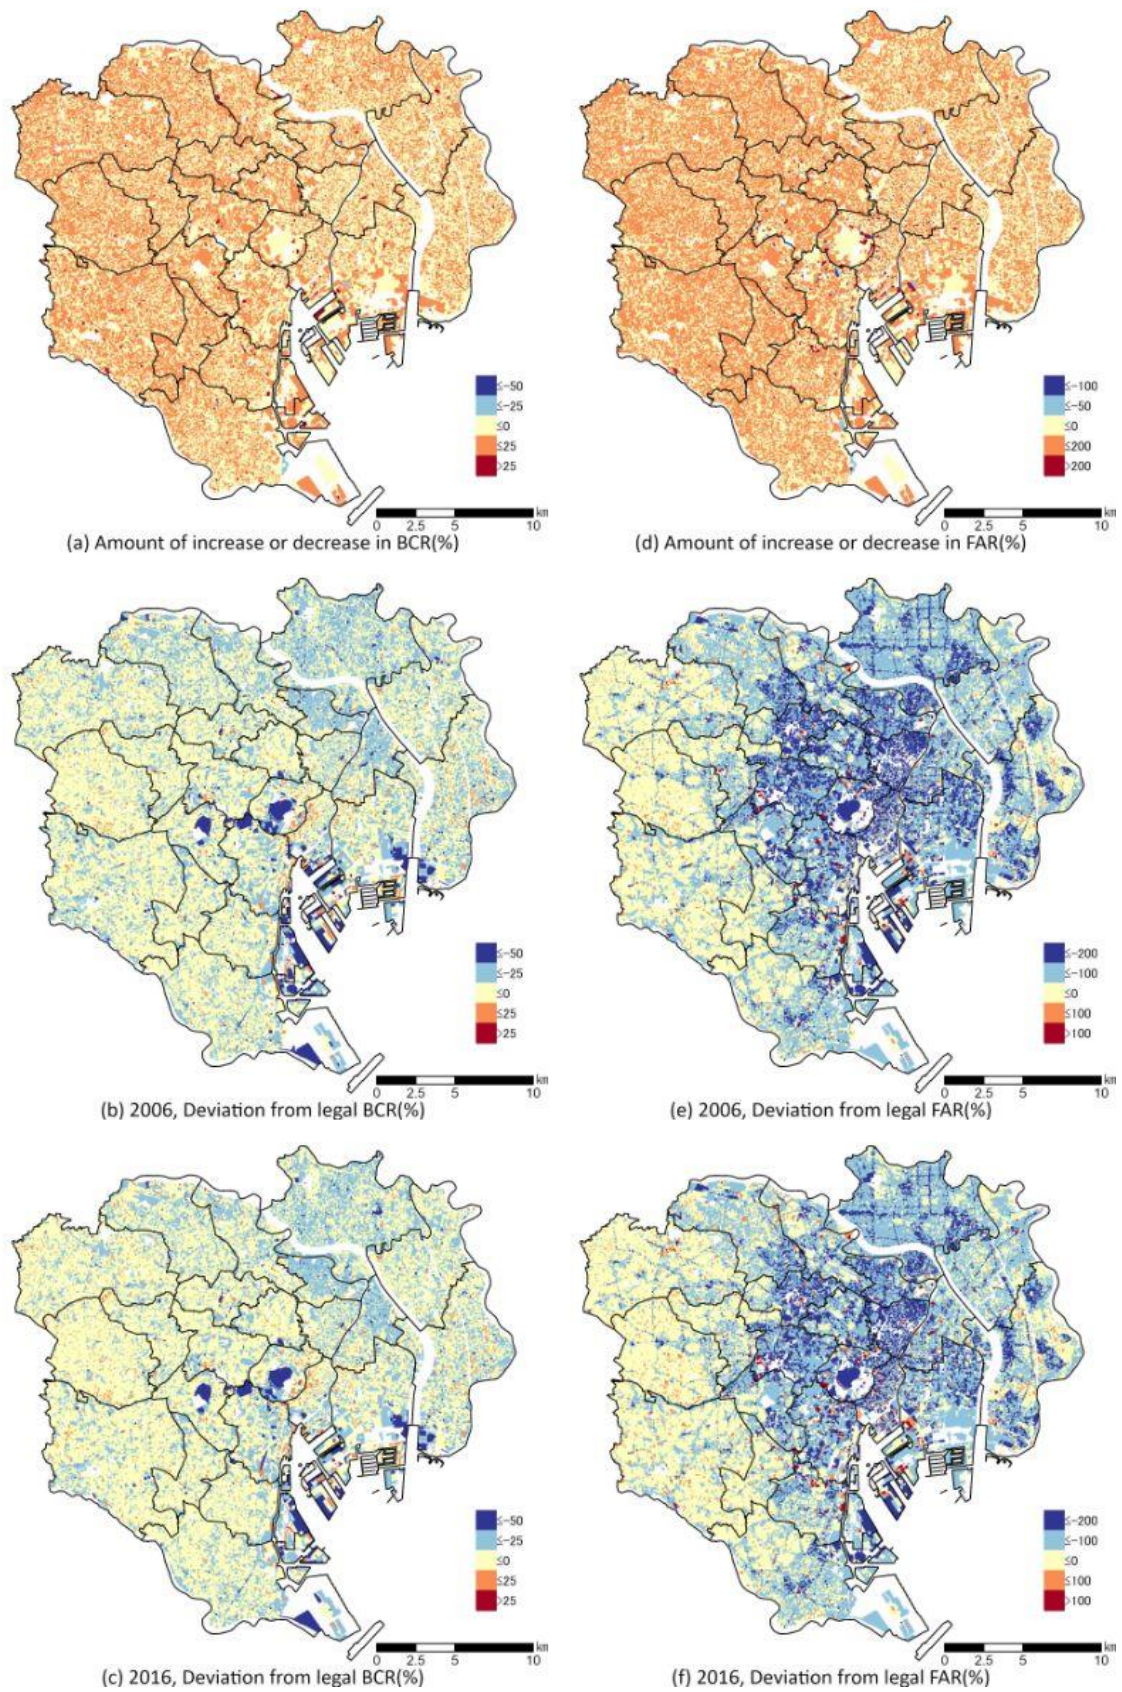 ≤-50
≤-25
≤0
≤25
>25
km
0 2.5 5 10
(a) Amount of increase or decrease in BCR(%)
≤-100
≤-50
≤0
≤200
>200
km
0 2.5 5 10
(d) Amount of increase or decrease in FAR(%)
≤-50
≤-25
≤0
≤25
>25
km
0 2.5 5 10
(b) 2006, Deviation from legal BCR(%)
≤-200
≤-100
≤0
≤100
>100
km
0 2.5 5 10
(e) 2006, Deviation from legal FAR(%)
≤-50
≤-25
≤0
≤25
>25
km
0 2.5 5 10
(c) 2016, Deviation from legal BCR(%)
≤-200
≤-100
≤0
≤100
>100
km
0 2.5 5 10
(f) 2016, Deviation from legal FAR(%)